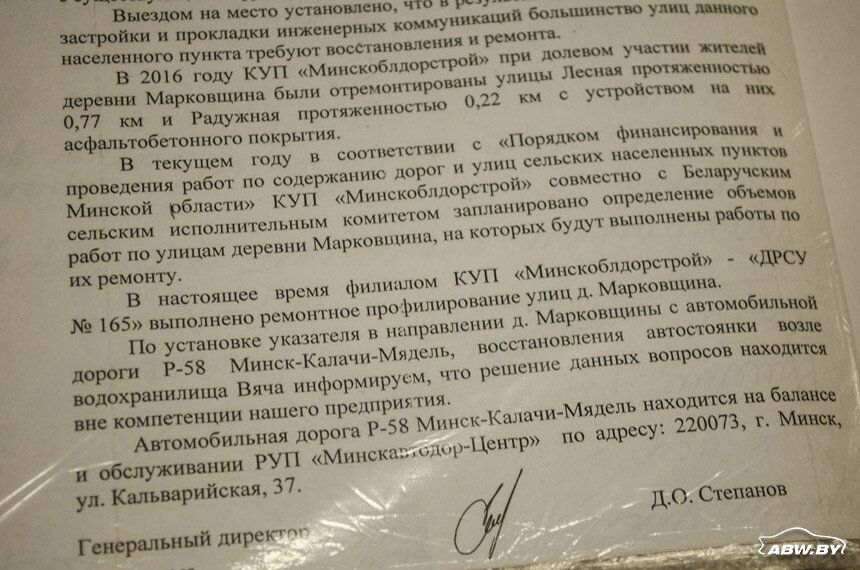 Выездом на место установлено, что в
застройки и прокладки инженерных коммуникаций большинство улиц данного
населенного пункта требуют восстановления и ремонта.
В 2016 году КУП «Минскоблдорстрой» при долевом участии жителей
деревни Марковщина были отремонтированы улицы Лесная протяженностью
0,77 км и Радужная протяженностью 0,22 км с устройством на них
асфальтобетонного покрытия.
В текущем году в соответствии с «Порядком финансирования и
проведения работ по содержанию дорог и улиц сельских населенных пунктов
Минской области» КУП «Минскоблдорстрой» совместно с Беларучским
сельским исполнительным комитетом запланировано определение объемов
работ по улицам деревни Марковщина, на которых будут выполнены работы по
их ремонту.
В настоящее время филиалом КУП «Минскоблдорстрой» - «ДРСУ
№ 165» выполнено ремонтное профилирование улиц д. Марковщина.
По установке указателя в направлении д. Марковщины с автомобильной
дороги Р-58 Минск-Калачи-Мядель, восстановления автостоянки возле
водохранилища Вяча информируем, что решение данных вопросов находится
вне компетенции нашего предприятия.
Автомобильная дорога Р-58 Минск-Калачи-Мядель находится на балансе
и обслуживании РУП «Минскавтодор-Центр» по адресу: 220073, г. Минск,
ул. Кальварийская, 37.
Генеральный директор Д.О. Степанов
ABW.BY